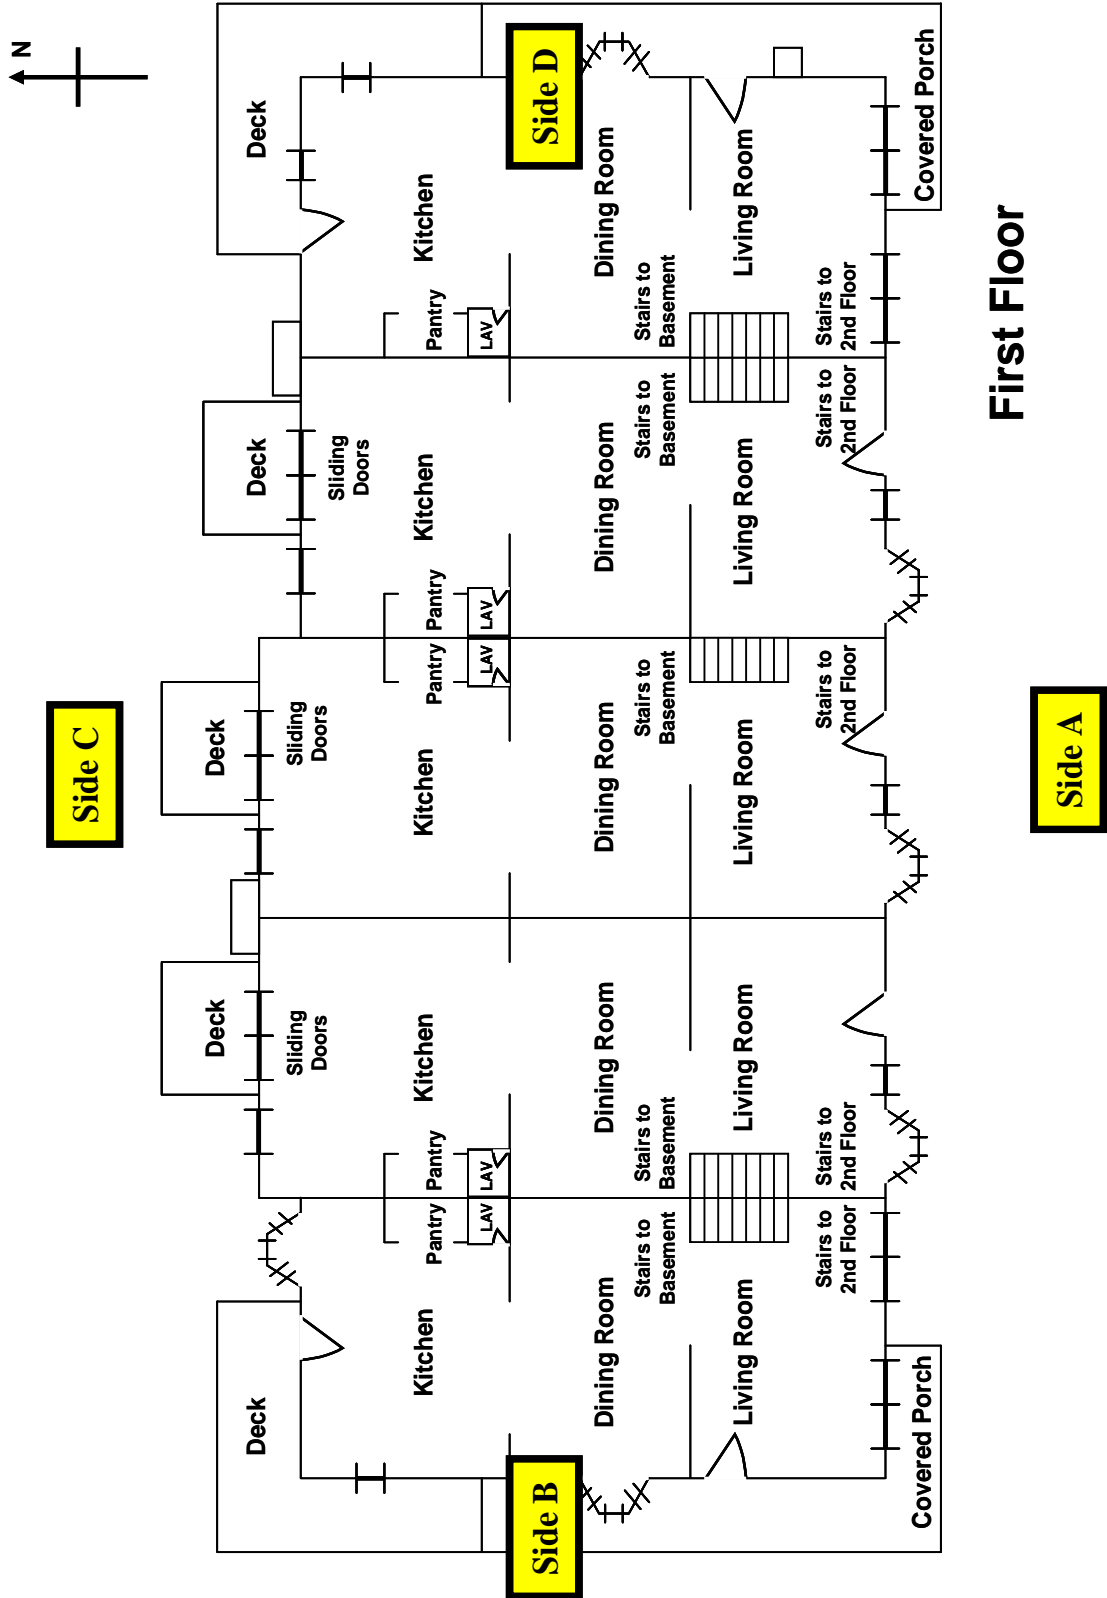 N
Side C
Deck
Deck
Deck
Deck
Deck
Sliding
Doors
Sliding
Doors
Sliding
Doors
Kitchen
Kitchen
Kitchen
Kitchen
Kitchen
Pantry
Pantry
Pantry
Pantry
Pantry
LAV
LAV
LAV
LAV
LAV
Side B
Side D
Dining Room
Dining Room
Dining Room
Dining Room
Dining Room
Stairs to
Basement
Stairs to
Basement
Stairs to
Basement
Stairs to
Basement
Stairs to
Basement
Living Room
Living Room
Living Room
Living Room
Living Room
Stairs to
2nd Floor
Stairs to
2nd Floor
Stairs to
2nd Floor
Stairs to
2nd Floor
Stairs to
2nd Floor
Covered Porch
Covered Porch
First Floor
Side A